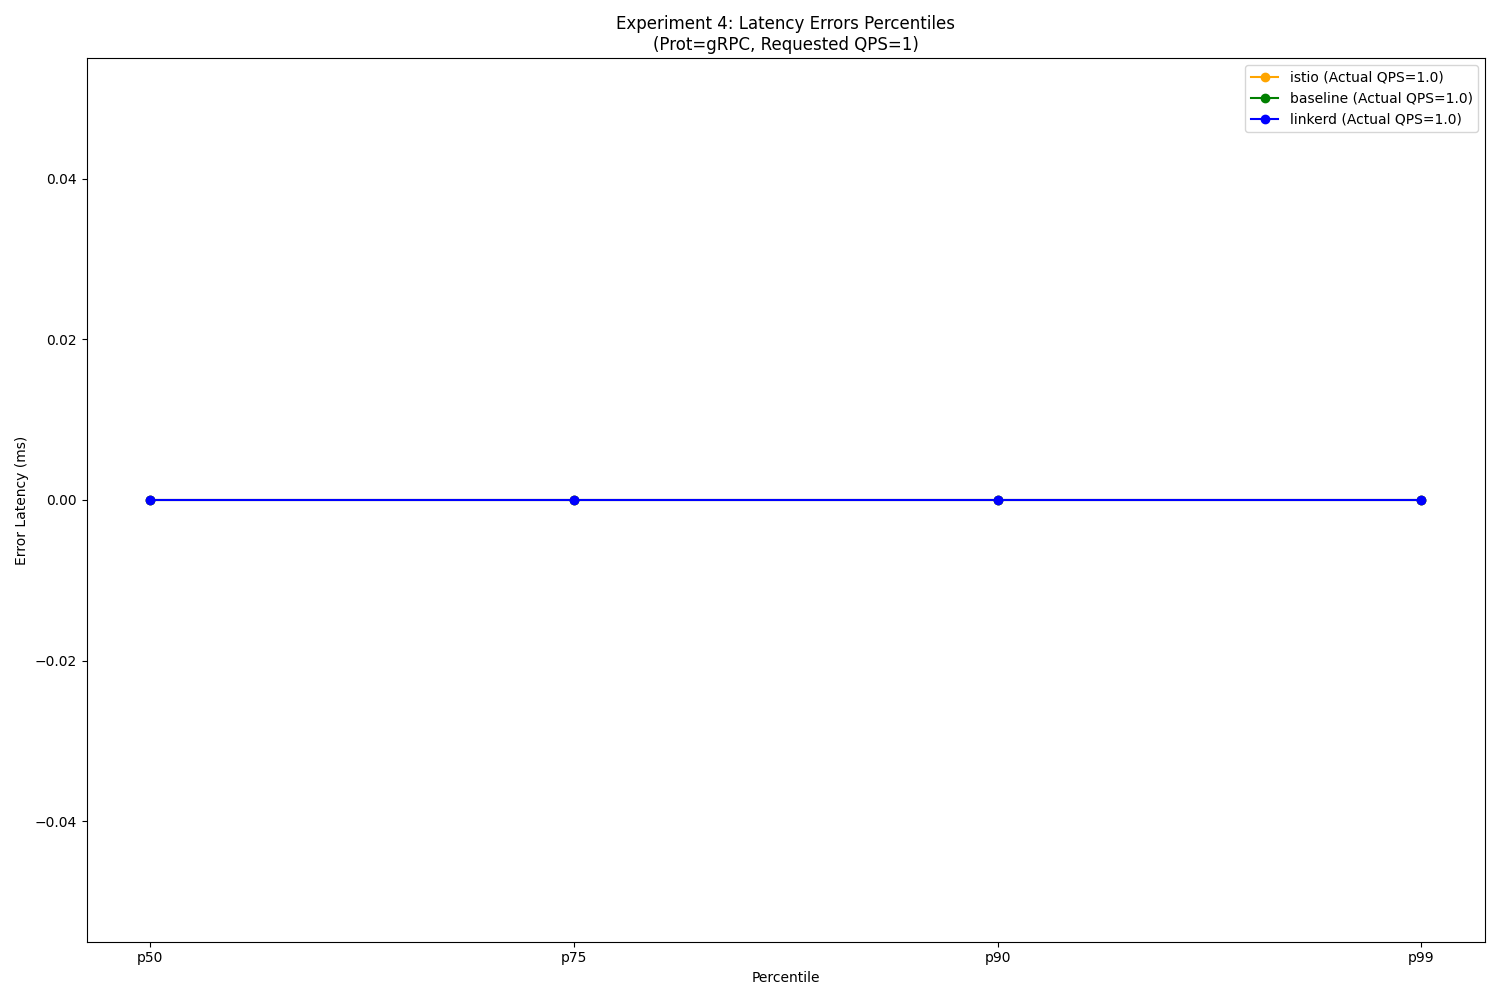 Experiment 4: Latency Errors Percentiles
(Prot=gRPC, Requested QPS=1)
istio (Actual QPS=1.0)
baseline (Actual QPS=1.0)
linkerd (Actual QPS=1.0)
Error Latency (ms)
0.04
0.02
0.00
−0.02
−0.04
p50
p75
p90
p99
Percentile